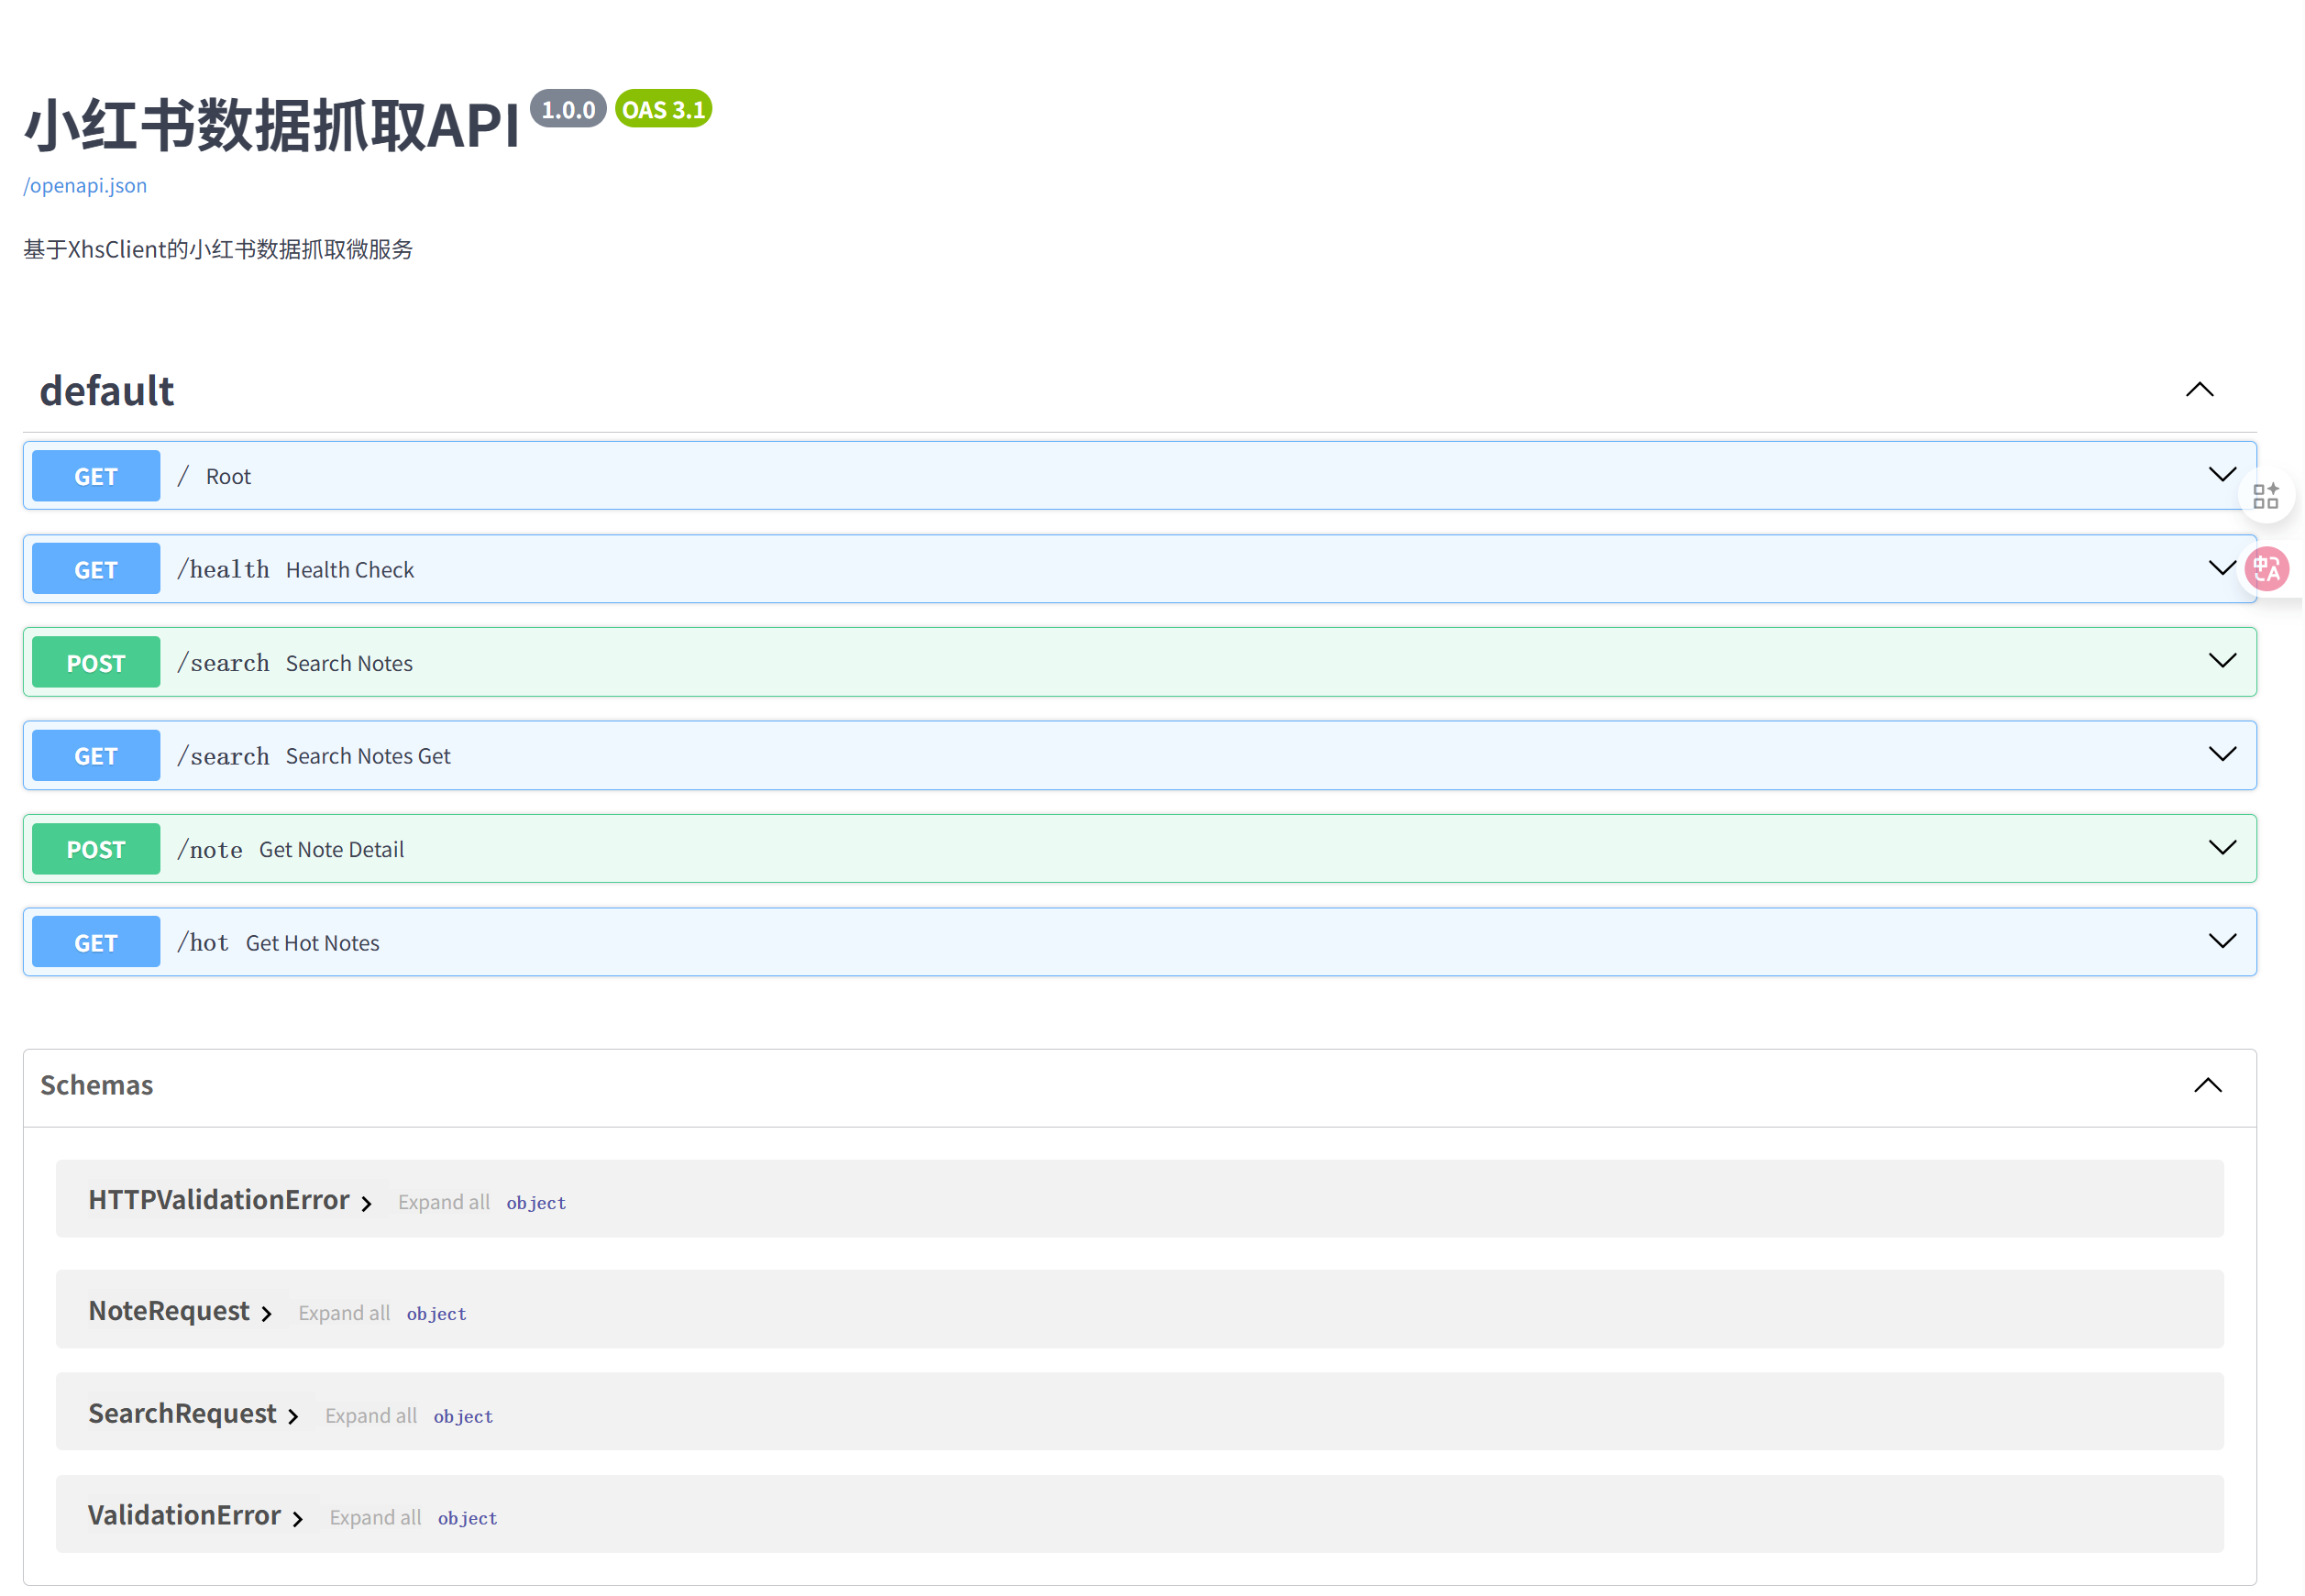 小红书数据抓取API 1.0.0 OAS 3.1
/openapi.json
基于XhsClient的小红书数据抓取微服务
default
GET / Root
GET /health Health Check
POST /search Search Notes
GET /search Search Notes Get
POST /note Get Note Detail
GET /hot Get Hot Notes
Schemas
HTTPValidationError Expand all object
NoteRequest Expand all object
SearchRequest Expand all object
ValidationError Expand all object
中A